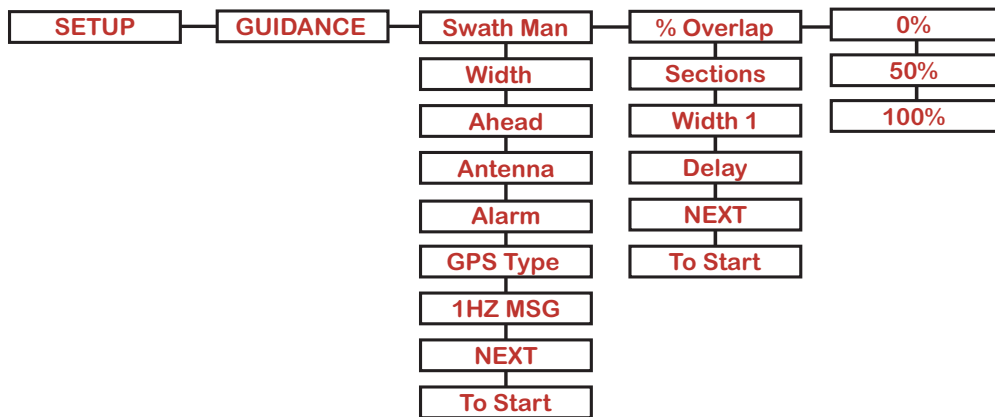 SETUP
GUIDANCE
Swath Man
% Overlap
0%
Width
Sections
50%
Ahead
Width 1
100%
Antenna
Delay
Alarm
NEXT
GPS Type
To Start
1HZ MSG
NEXT
To Start